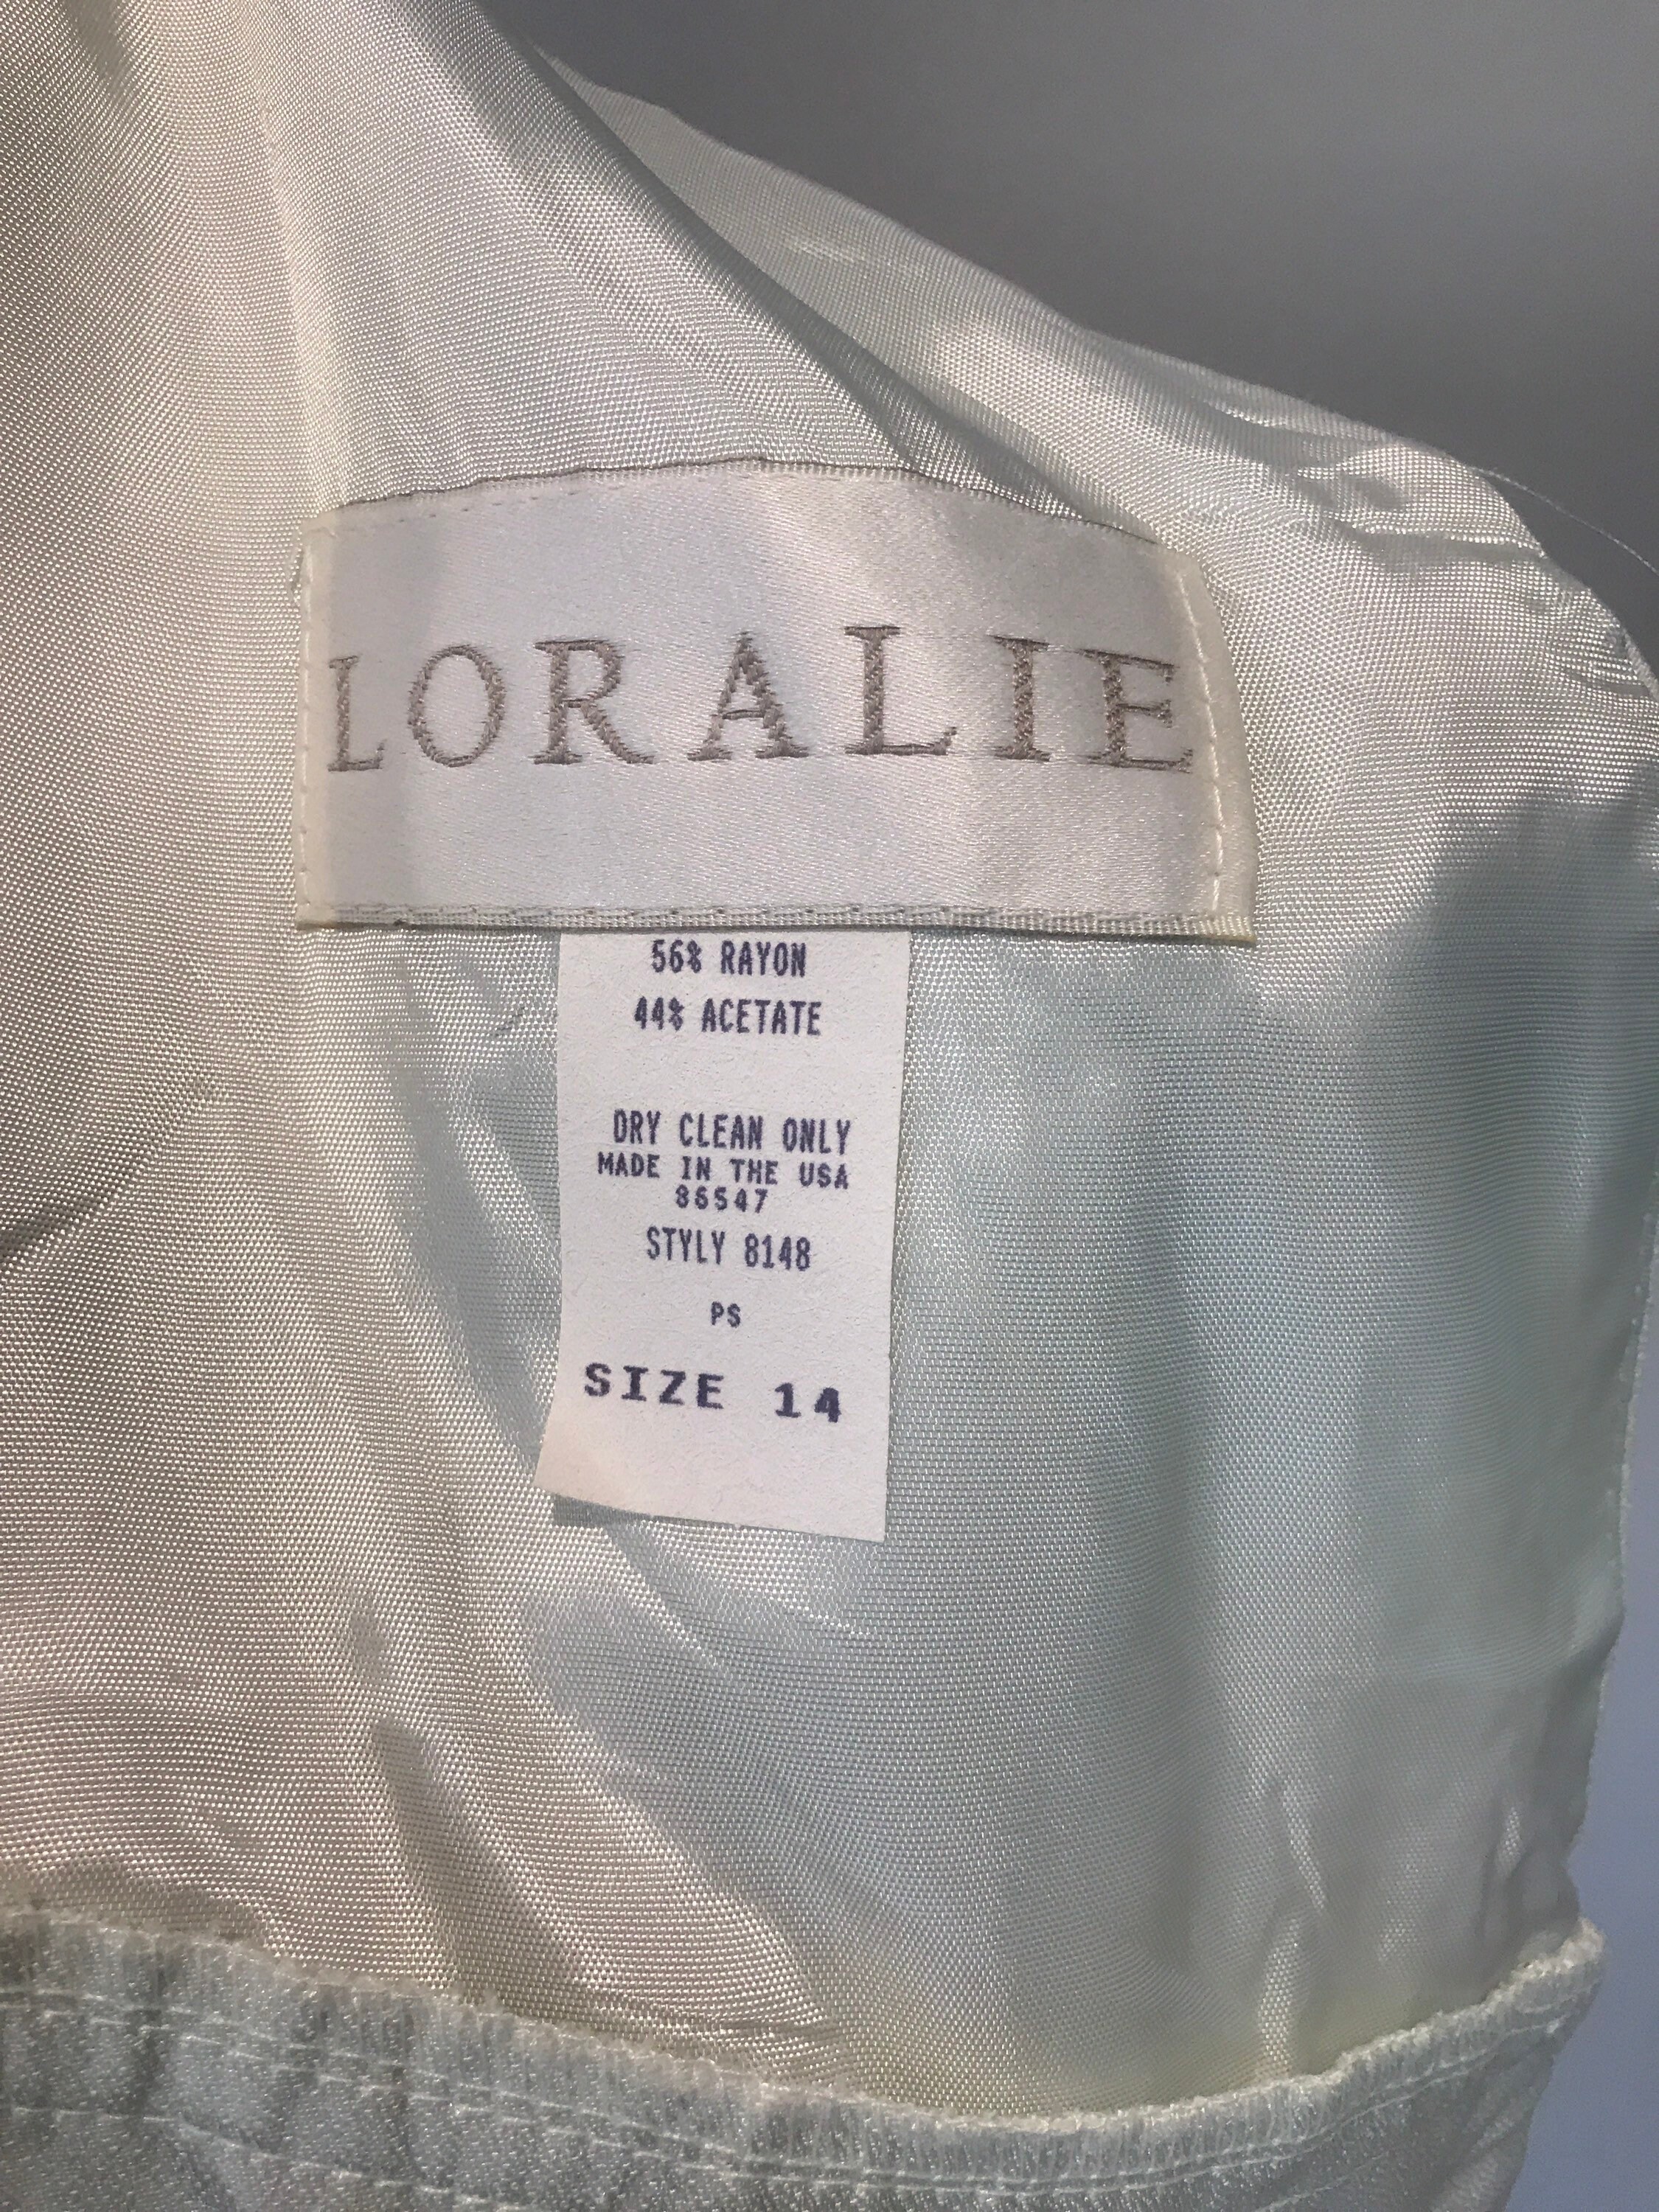 LORALIE
56% RAYON
44% ACETATE
DRY CLEAN ONLY
MADE IN THE USA
86547
STYLY 8148
PS
SIZE 14